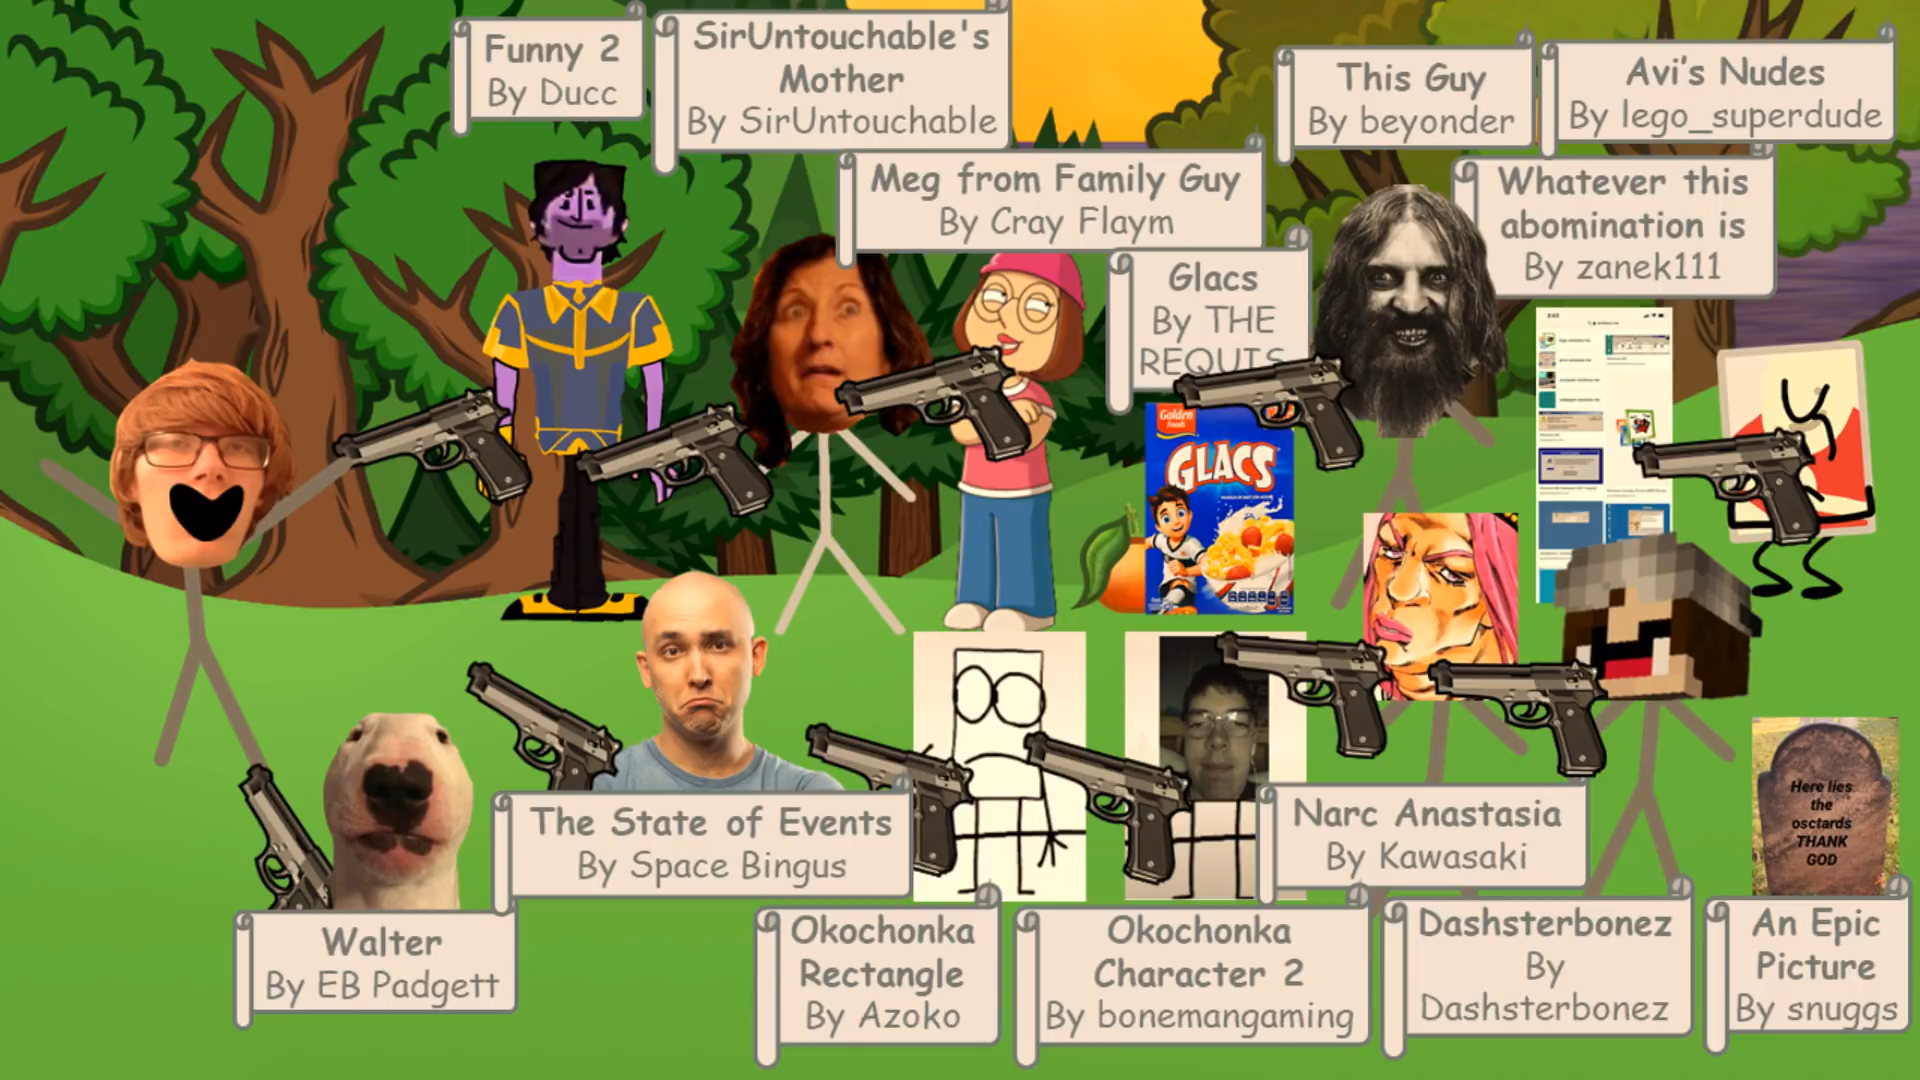 Funny 2
By Ducc
SirUntouchable's
Mother
By SirUntouchable
This Guy
By beyonder
Avi's Nudes
By lego_superdude
Meg from Family Guy
By Cray Flaym
Whatever this
abomination is
By zanek111
Glacs
By THE
REQUIS
Golden
Foods
GLACS
Here lies
the
osctards
THANK
GOD
The State of Events
By Space Bingus
Narc Anastasia
By Kawasaki
Walter
By EB Padgett
Okochonka
Rectangle
By Azoko
Okochonka
Character 2
By bonemangaming
Dashsterbonez
By
Dashsterbonez
An Epic
Picture
By snuggs